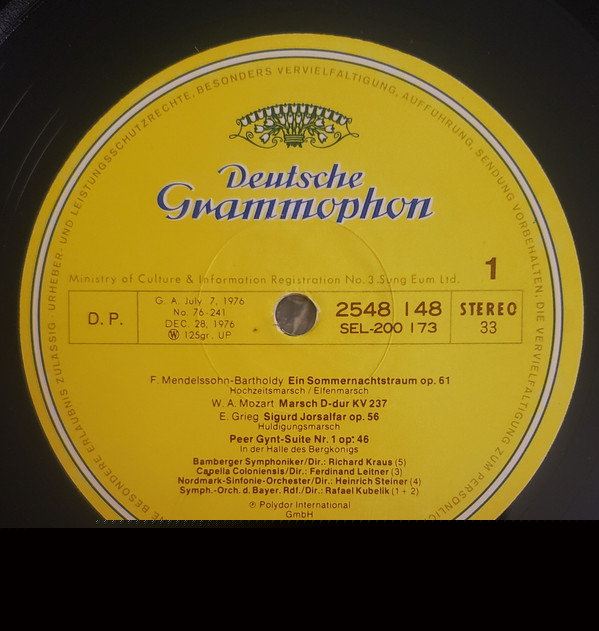 URHEBER- UND LEISTUNGSSCHUTZRECHTE, BESONDERS VERVIELFÄLTIGUNG, AUFFÜHRUNG, SENDUNG VORBEHALTEN, DIE VERVIELFÄLTIGUNG ZUM PERSÖNLICH
NE BESONDERE ERLAUBNIS ZULÄSSIG
Deutsche
Grammophon
Ministry of Culture & Information Registration No. 3. Sung Eum Ltd.
1
D. P.
G. A. July 7, 1976
No. 76-241
DEC. 28, 1976
Ⓦ 125gr. UP
2548 148
SEL-200 173
STEREO
33
F. Mendelssohn-Bartholdy Ein Sommernachtstraum op. 61
Hochzeitsmarsch / Elfenmarsch
W. A. Mozart Marsch D-dur KV 237
E. Grieg Sigurd Jorsalfar op. 56
Huldigungsmarsch
Peer Gynt-Suite Nr. 1 op. 46
In der Halle des Bergkönigs
Bamberger Symphoniker/Dir.: Richard Kraus (5)
Capella Coloniensis/Dir.: Ferdinand Leitner (3)
Nordmark-Sinfonie-Orchester/Dir.: Heinrich Steiner (4)
Symph.-Orch. d. Bayer. Rdf./Dir.: Rafael Kubelik (1 + 2)
℗ Polydor International
GmbH